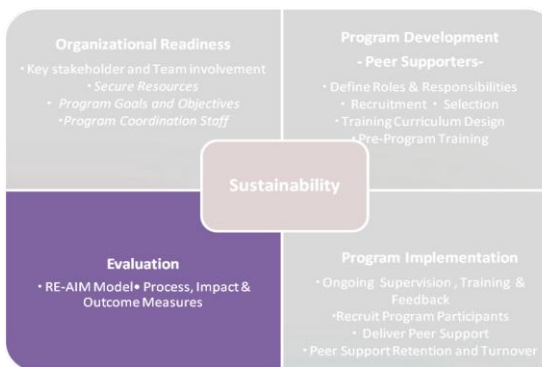 Organizational Readiness
• Key stakeholder and Team involvement
• Secure Resources
• Program Goals and Objectives
•Program Coordination Staff
Program Development
- Peer Supporters-
• Define Roles & Responsibilities
• Recruitment • Selection
• Training Curriculum Design
•Pre-Program Training
Sustainability
Evaluation
• RE-AIM Model• Process, Impact &
Outcome Measures
Program Implementation
• Ongoing Supervision , Training &
Feedback
•Recruit Program Participants
• Deliver Peer Support
•Peer Support Retention and Turnover